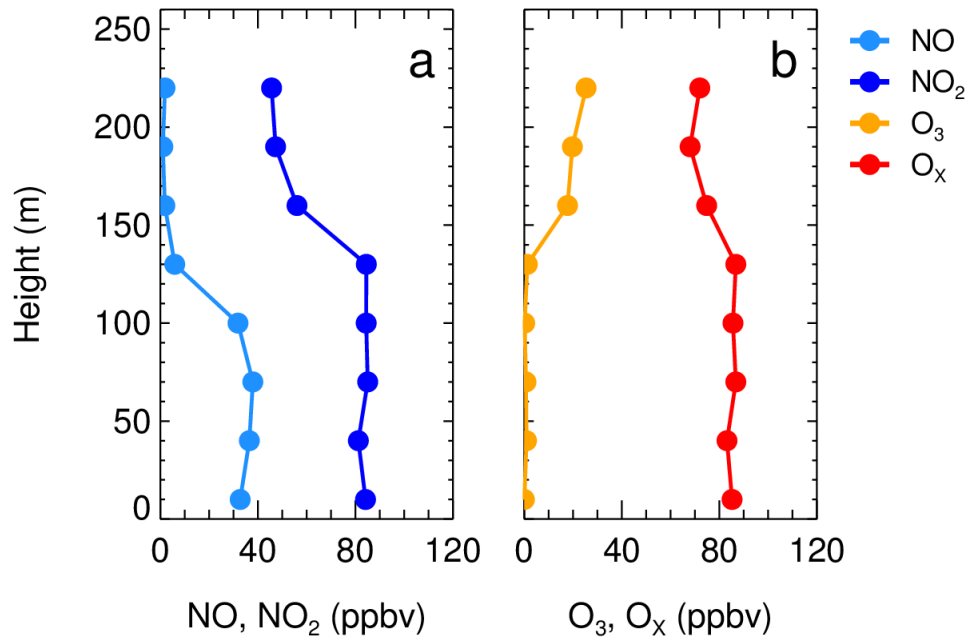 250
200
150
100
50
0
Height (m)
a
0 40 80 120
NO, NO₂ (ppbv)
b
0 40 80 120
O₃, Oₓ (ppbv)
NO
NO₂
O₃
Oₓ